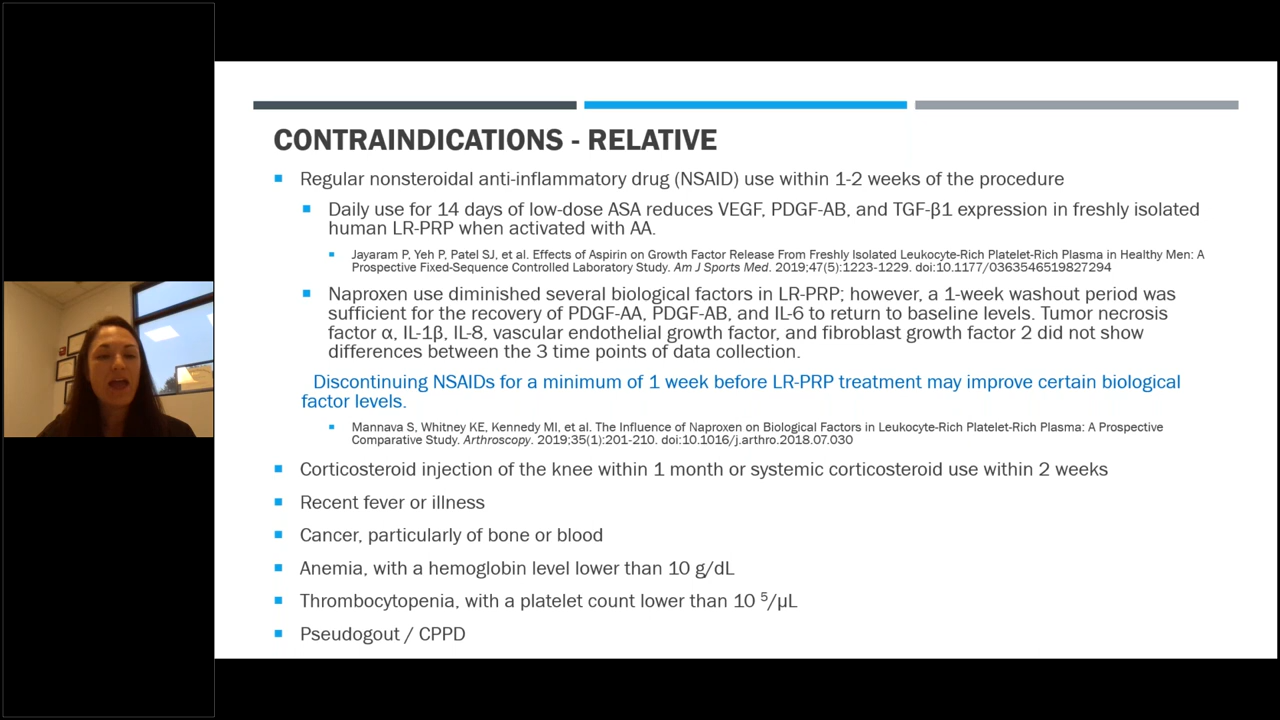 CONTRAINDICATIONS - RELATIVE
Regular nonsteroidal anti-inflammatory drug (NSAID) use within 1-2 weeks of the procedure
Daily use for 14 days of low-dose ASA reduces VEGF, PDGF-AB, and TGF-β1 expression in freshly isolated
human LR-PRP when activated with AA.
Jayaram P, Yeh P, Patel SJ, et al. Effects of Aspirin on Growth Factor Release From Freshly Isolated Leukocyte-Rich Platelet-Rich Plasma in Healthy Men: A
Prospective Fixed-Sequence Controlled Laboratory Study. Am J Sports Med. 2019;47(5):1223-1229. doi:10.1177/0363546519827294
Naproxen use diminished several biological factors in LR-PRP; however, a 1-week washout period was
sufficient for the recovery of PDGF-AA, PDGF-AB, and IL-6 to return to baseline levels. Tumor necrosis
factor α, IL-1β, IL-8, vascular endothelial growth factor, and fibroblast growth factor 2 did not show
differences between the 3 time points of data collection.
Discontinuing NSAIDs for a minimum of 1 week before LR-PRP treatment may improve certain biological
factor levels.
Mannava S, Whitney KE, Kennedy MI, et al. The Influence of Naproxen on Biological Factors in Leukocyte-Rich Platelet-Rich Plasma: A Prospective
Comparative Study. Arthroscopy. 2019;35(1):201-210. doi:10.1016/j.arthro.2018.07.030
Corticosteroid injection of the knee within 1 month or systemic corticosteroid use within 2 weeks
Recent fever or illness
Cancer, particularly of bone or blood
Anemia, with a hemoglobin level lower than 10 g/dL
Thrombocytopenia, with a platelet count lower than 10 ⁵/µL
Pseudogout / CPPD